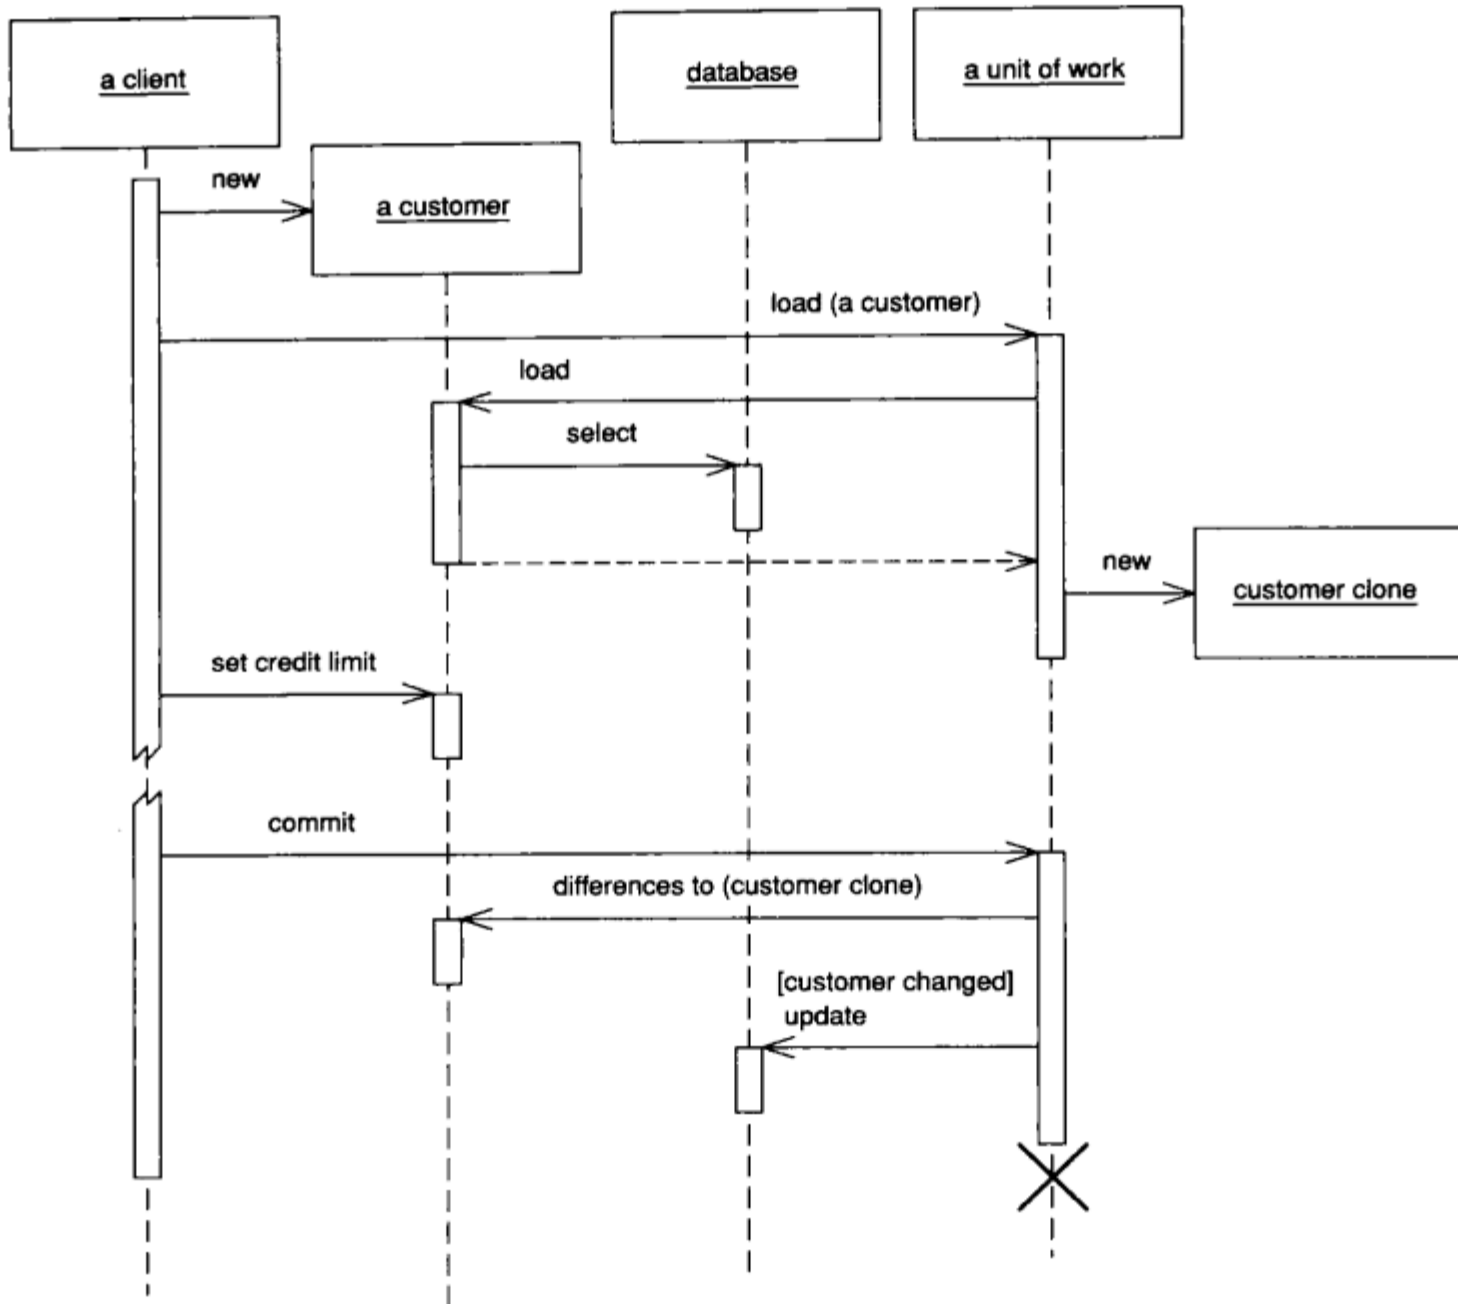 a client
database
a unit of work
new
a customer
load (a customer)
load
select
new
customer clone
set credit limit
commit
differences to (customer clone)
[customer changed]
update